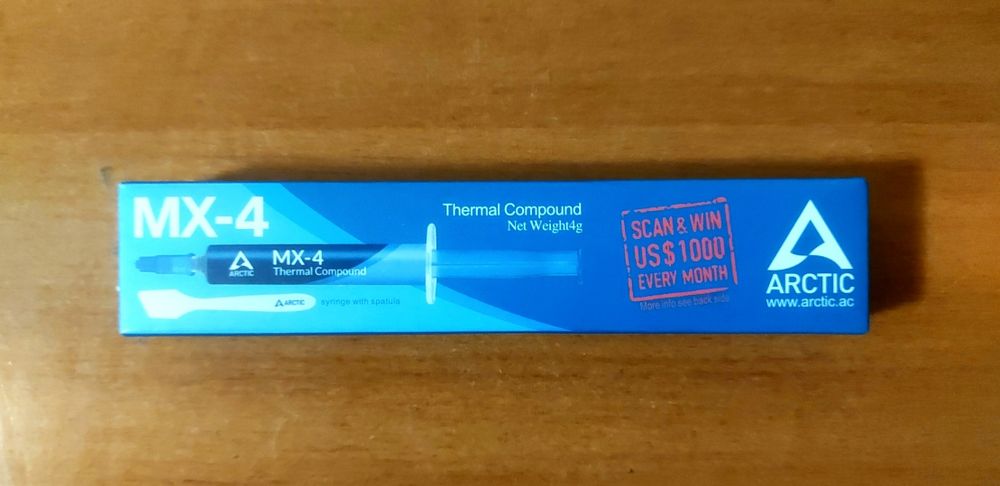 MX-4
Thermal Compound
Net Weight4g
MX-4
Thermal Compound
ARCTIC
ARCTIC
syringe with spatula
SCAN & WIN
US$1000
EVERY MONTH
More info see back side
ARCTIC
www.arctic.ac